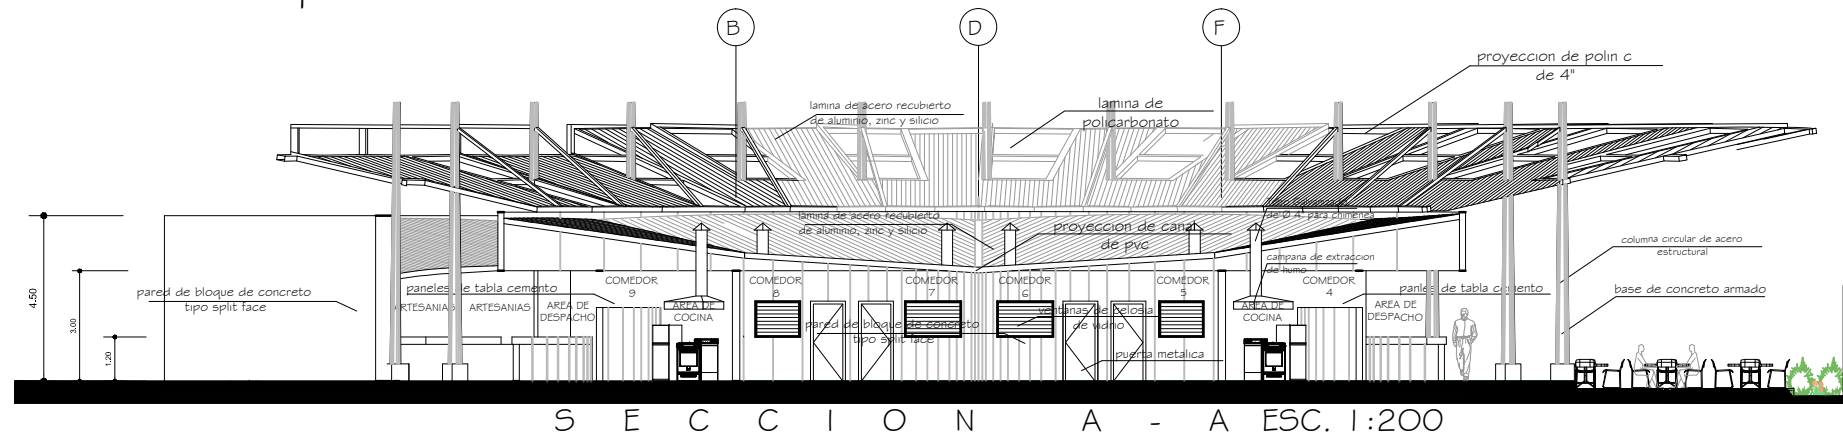 B
D
F
proyeccion de polin c
de 4"
lamina de acero recubierto
de aluminio, zinc y silicio
lamina de
policarbonato
lamina de acero recubierto
de aluminio, zinc y silicio
de Ø 4" para chimenea
proyeccion de canal
de pvc
columna circular de acero
estructural
campana de extraccion
de humo
4.50
3.00
1.20
pared de bloque de concreto
tipo split face
paneles de tabla cemento
COMEDOR
9
COMEDOR
8
COMEDOR
7
COMEDOR
6
COMEDOR
5
COMEDOR
4
panles de tabla cemento
base de concreto armado
ARTESANIAS
ARTESANIAS
AREA DE
DESPACHO
AREA DE
COCINA
pared de bloque de concreto
tipo split face
ventanas de celosia
de vidrio
AREA DE
COCINA
AREA DE
DESPACHO
puerta metalica
SECCION A-A ESC. 1:200